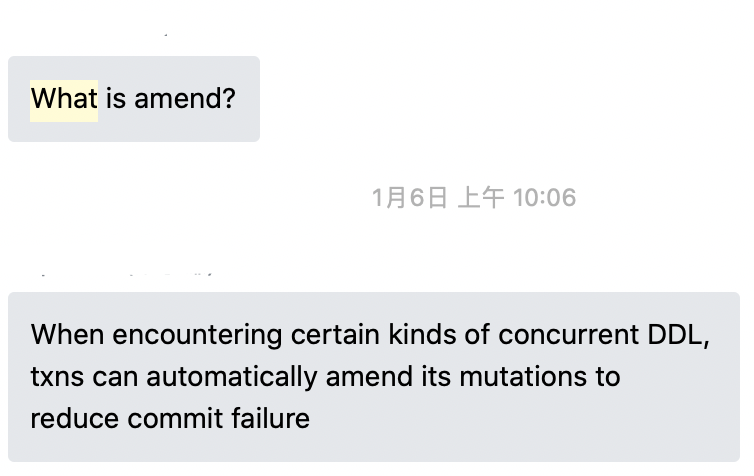 What is amend?
1月6日 上午 10:06
When encountering certain kinds of concurrent DDL,
txns can automatically amend its mutations to
reduce commit failure